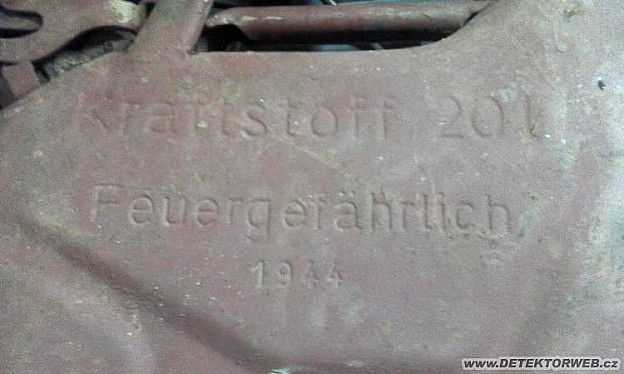 Kraftstoff 20 l
Feuergefährlich
1944
www.DETEKTORWEB.cz